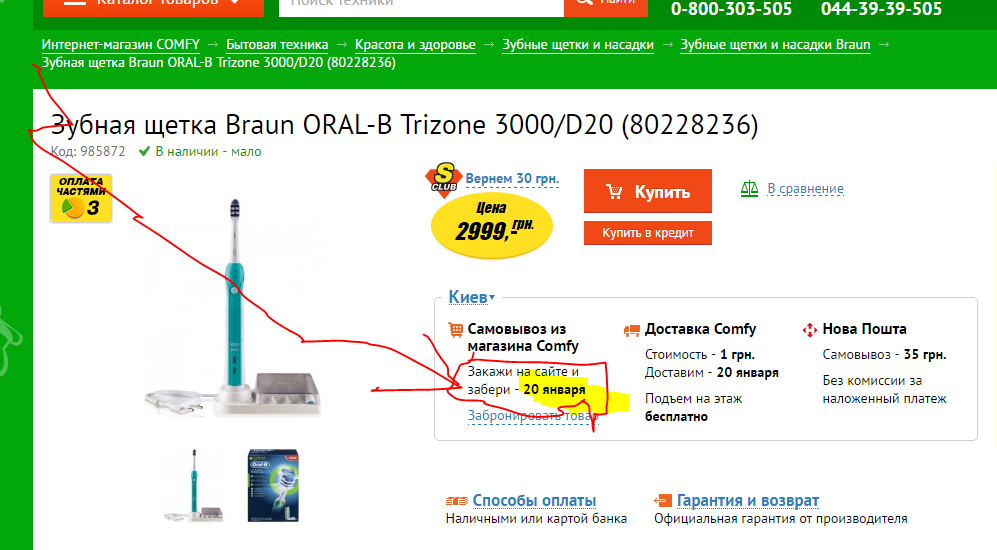 Каталог товаров
Поиск техники
Найти
0-800-303-505 044-39-39-505
Интернет-магазин COMFY → Бытовая техника → Красота и здоровье → Зубные щетки и насадки → Зубные щетки и насадки Braun →
Зубная щетка Braun ORAL-B Trizone 3000/D20 (80228236)
Зубная щетка Braun ORAL-B Trizone 3000/D20 (80228236)
Код: 985872 В наличии - мало
ОПЛАТА
ЧАСТЯМИ
3
S
CLUB
Вернем 30 грн.
Цена
2999,- грн.
Купить
Купить в кредит
В сравнение
Киев
Самовывоз из
магазина Comfy
Закажи на сайте и
забери - 20 января
Забронировать товар
Доставка Comfy
Стоимость - 1 грн.
Доставим - 20 января
Подъем на этаж
бесплатно
Нова Пошта
Самовывоз - 35 грн.
Без комиссии за
наложенный платеж
Oral-B
Способы оплаты
Наличными или картой банка
Гарантия и возврат
Официальная гарантия от производителя